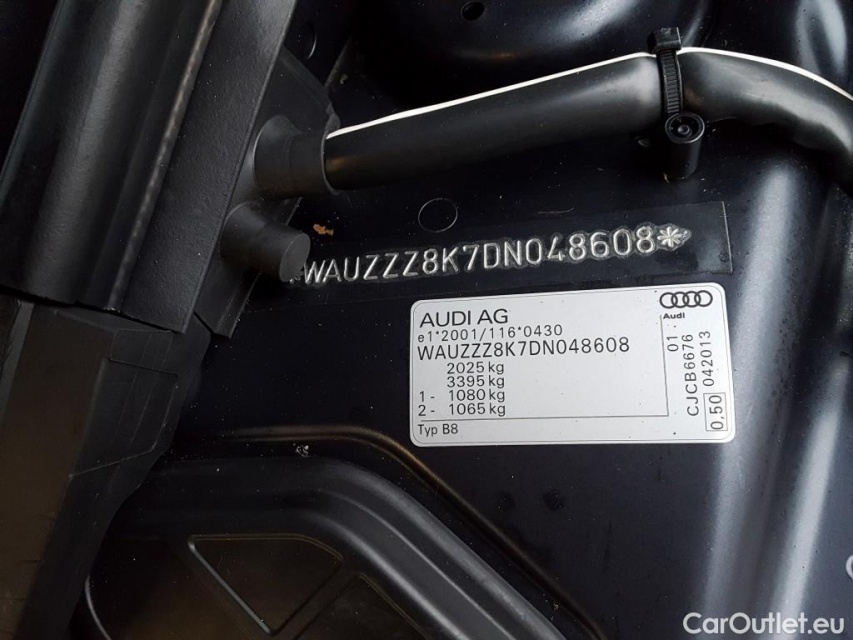 *WAUZZZ8K7DN048608*
AUDI AG
Audi
e1*2001/116*0430
WAUZZZ8K7DN048608
2025 kg
3395 kg
1- 1080 kg
2- 1065 kg
Typ B8
01
CJCB6676 042013
0,50
CarOutlet.eu